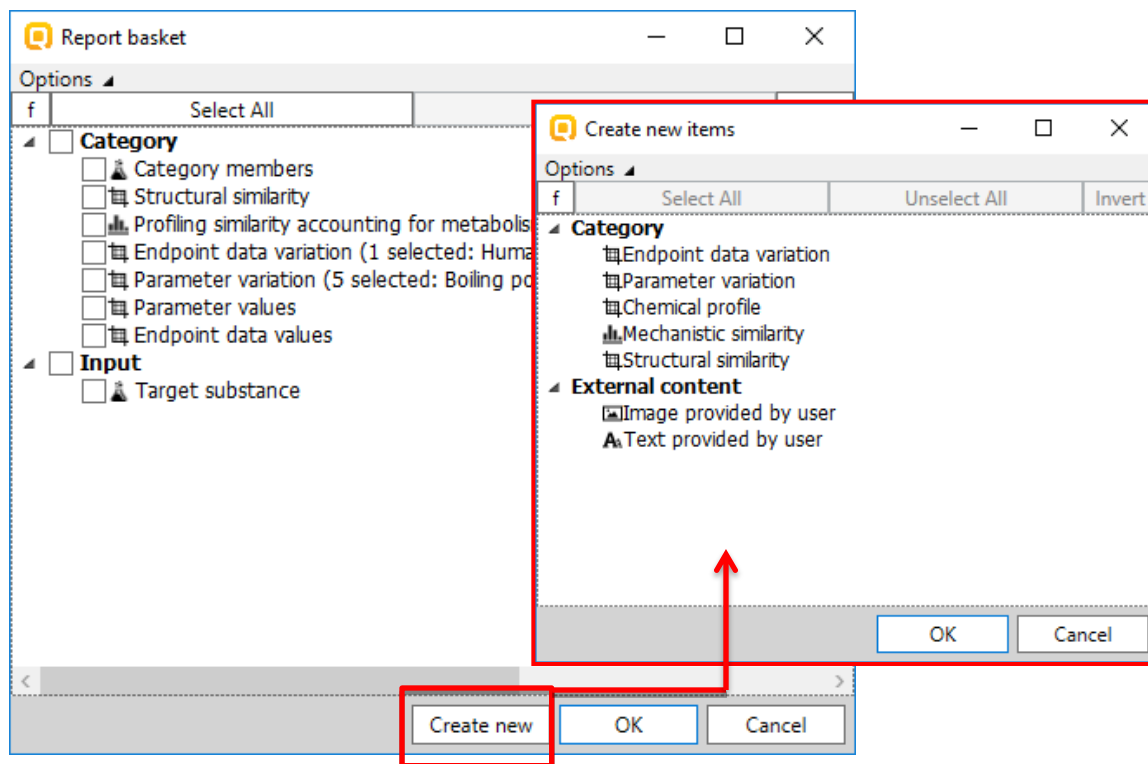 Report basket
Options
f
Select All
Category
Category members
Structural similarity
Profiling similarity accounting for
Endpoint data variation (1 selected:
Parameter variation (5 selected: Boiling
Parameter values
Endpoint data values
Input
Target substance
Create new
OK
Cancel
Create new items
Options
f
Select All
Unselect All
Invert
Category
Endpoint data variation
Parameter variation
Chemical profile
Mechanistic similarity
Structural similarity
External content
Image provided by user
Text provided by user
OK
Cancel